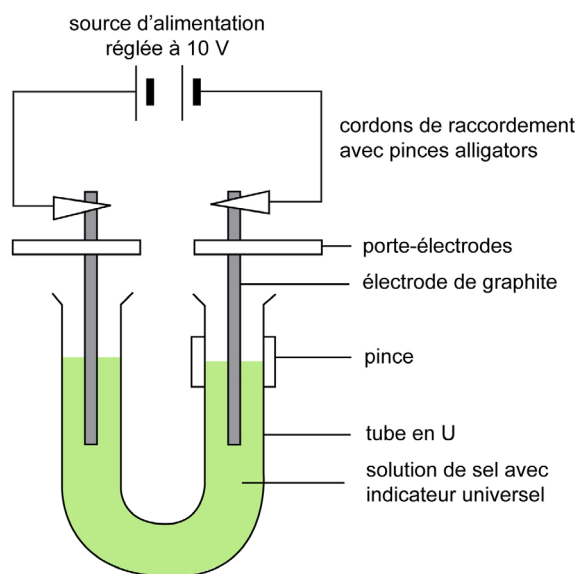 source d’alimentation
réglée à 10 V
cordons de raccordement
avec pinces alligators
porte-électrodes
électrode de graphite
pince
tube en U
solution de sel avec
indicateur universel